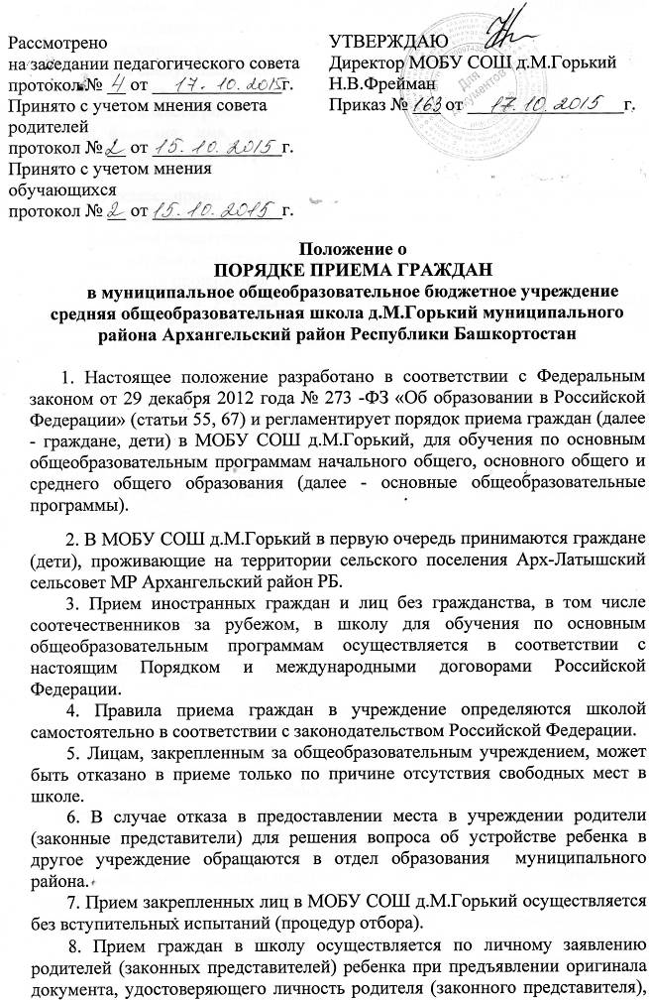 Рассмотрено
на заседании педагогического совета
протокол № 4 от 17.10.2015г.
Принято с учетом мнения совета
родителей
протокол № 2 от 15.10.2015г.
Принято с учетом мнения
обучающихся
протокол № 2 от 15.10.2015г.
УТВЕРЖДАЮ
Директор МОБУ СОШ д.М.Горький
Н.В.Фрейман
Приказ № 163 от 17.10.2015г.
Для
документов
Положение о
ПОРЯДКЕ ПРИЕМА ГРАЖДАН
в муниципальное общеобразовательное бюджетное учреждение
средняя общеобразовательная школа д.М.Горький муниципального
района Архангельский район Республики Башкортостан
1. Настоящее положение разработано в соответствии с Федеральным
законом от 29 декабря 2012 года № 273 -ФЗ «Об образовании в Российской
Федерации» (статьи 55, 67) и регламентирует порядок приема граждан (далее
- граждане, дети) в МОБУ СОШ д.М.Горький, для обучения по основным
общеобразовательным программам начального общего, основного общего и
среднего общего образования (далее - основные общеобразовательные
программы).
2. В МОБУ СОШ д.М.Горький в первую очередь принимаются граждане
(дети), проживающие на территории сельского поселения Арх-Латышский
сельсовет МР Архангельский район РБ.
3. Прием иностранных граждан и лиц без гражданства, в том числе
соотечественников за рубежом, в школу для обучения по основным
общеобразовательным программам осуществляется в соответствии с
настоящим Порядком и международными договорами Российской
Федерации.
4. Правила приема граждан в учреждение определяются школой
самостоятельно в соответствии с законодательством Российской Федерации.
5. Лицам, закрепленным за общеобразовательным учреждением, может
быть отказано в приеме только по причине отсутствия свободных мест в
школе.
6. В случае отказа в предоставлении места в учреждении родители
(законные представители) для решения вопроса об устройстве ребенка в
другое учреждение обращаются в отдел образования муниципального
района.
7. Прием закрепленных лиц в МОБУ СОШ д.М.Горький осуществляется
без вступительных испытаний (процедур отбора).
8. Прием граждан в школу осуществляется по личному заявлению
родителей (законных представителей) ребенка при предъявлении оригинала
документа, удостоверяющего личность родителя (законного представителя),